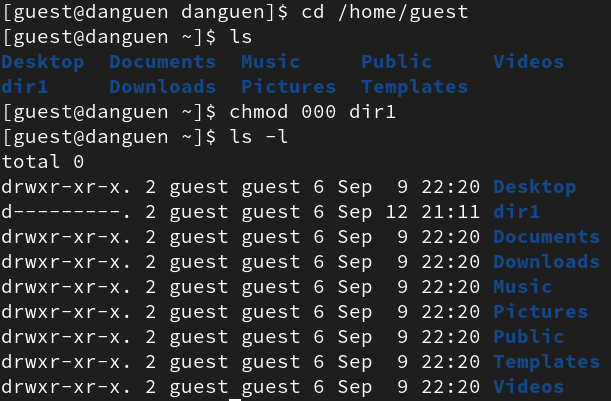 [guest@danguen danguen]$ cd /home/guest
[guest@danguen ~]$ ls
Desktop  Documents  Music     Public     Videos
dir1     Downloads  Pictures  Templates
[guest@danguen ~]$ chmod 000 dir1
[guest@danguen ~]$ ls -l
total 0
drwxr-xr-x. 2 guest guest 6 Sep  9 22:20 Desktop
d---------. 2 guest guest 6 Sep 12 21:11 dir1
drwxr-xr-x. 2 guest guest 6 Sep  9 22:20 Documents
drwxr-xr-x. 2 guest guest 6 Sep  9 22:20 Downloads
drwxr-xr-x. 2 guest guest 6 Sep  9 22:20 Music
drwxr-xr-x. 2 guest guest 6 Sep  9 22:20 Pictures
drwxr-xr-x. 2 guest guest 6 Sep  9 22:20 Public
drwxr-xr-x. 2 guest guest 6 Sep  9 22:20 Templates
drwxr-xr-x. 2 guest guest 6 Sep  9 22:20 Videos